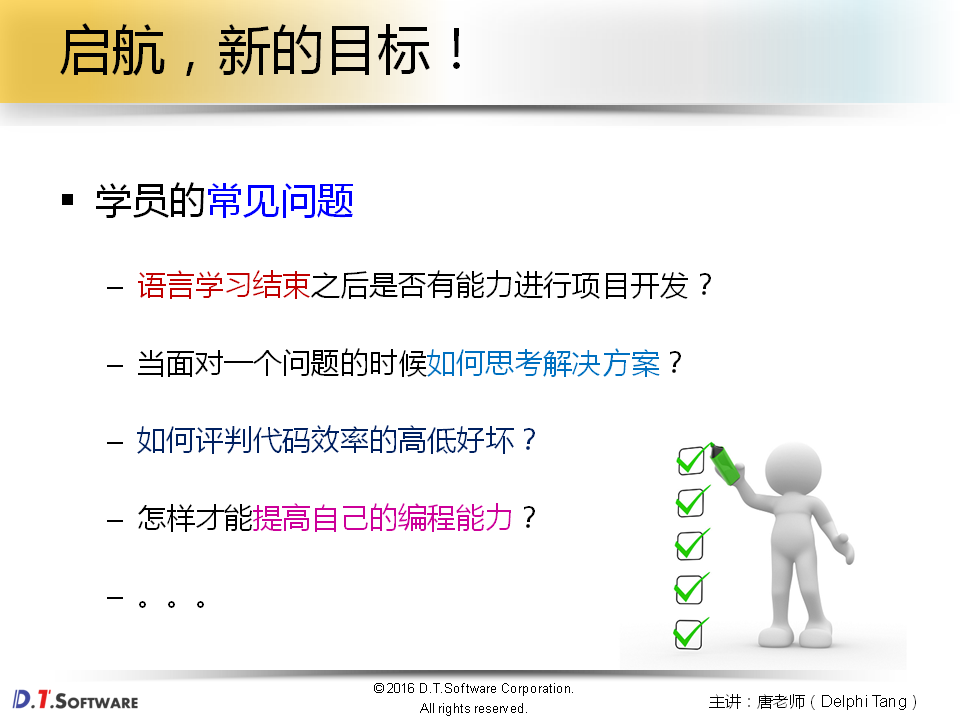 启航，新的目标！
▪ 学员的常见问题
– 语言学习结束之后是否有能力进行项目开发？
– 当面对一个问题的时候如何思考解决方案？
– 如何评判代码效率的高低好坏？
– 怎样才能提高自己的编程能力？
– 。。。
D.T.SOFTWARE
© 2016 D.T.Software Corporation.
All rights reserved.
主讲：唐老师（Delphi Tang）